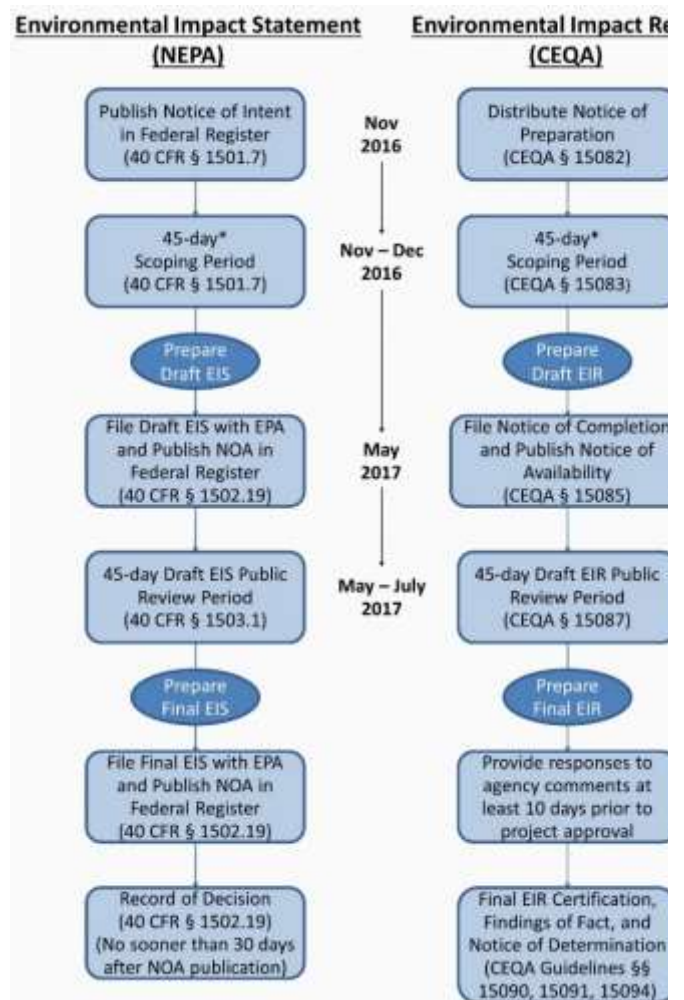 Environmental Impact Statement
(NEPA)
Publish Notice of Intent
in Federal Register
(40 CFR § 1501.7)
45-day*
Scoping Period
(40 CFR § 1501.7)
Prepare
Draft EIS
File Draft EIS with EPA
and Publish NOA in
Federal Register
(40 CFR § 1502.19)
45-day Draft EIS Public
Review Period
(40 CFR § 1503.1)
Prepare
Final EIS
File Final EIS with EPA
and Publish NOA in
Federal Register
(40 CFR § 1502.19)
Record of Decision
(40 CFR § 1502.19)
(No sooner than 30 days
after NOA publication)
Nov
2016
Nov – Dec
2016
May
2017
May – July
2017
Environmental Impact Re
(CEQA)
Distribute Notice of
Preparation
(CEQA § 15082)
45-day*
Scoping Period
(CEQA § 15083)
Prepare
Draft EIR
File Notice of Completion
and Publish Notice of
Availability
(CEQA § 15085)
45-day Draft EIR Public
Review Period
(CEQA § 15087)
Prepare
Final EIR
Provide responses to
agency comments at
least 10 days prior to
project approval
Final EIR Certification,
Findings of Fact, and
Notice of Determination
(CEQA Guidelines §§
15090, 15091, 15094)